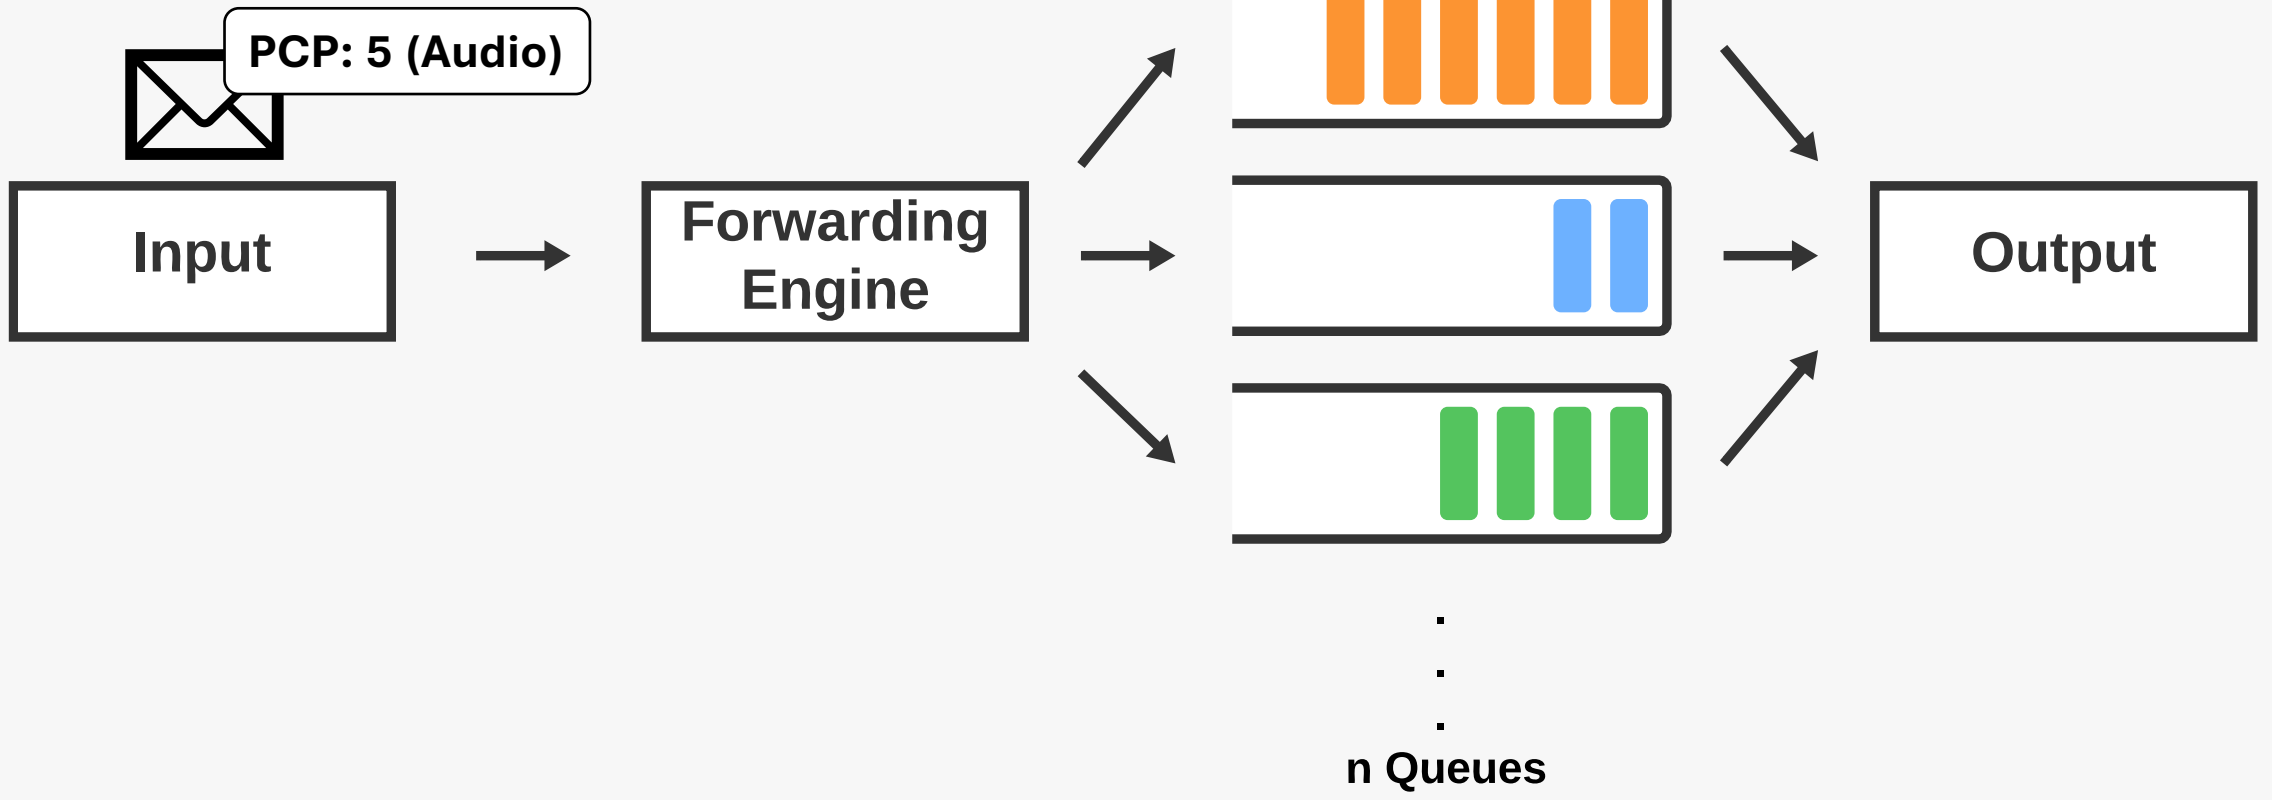 PCP: 5 (Audio)
Input
Forwarding
Engine
Output
n Queues